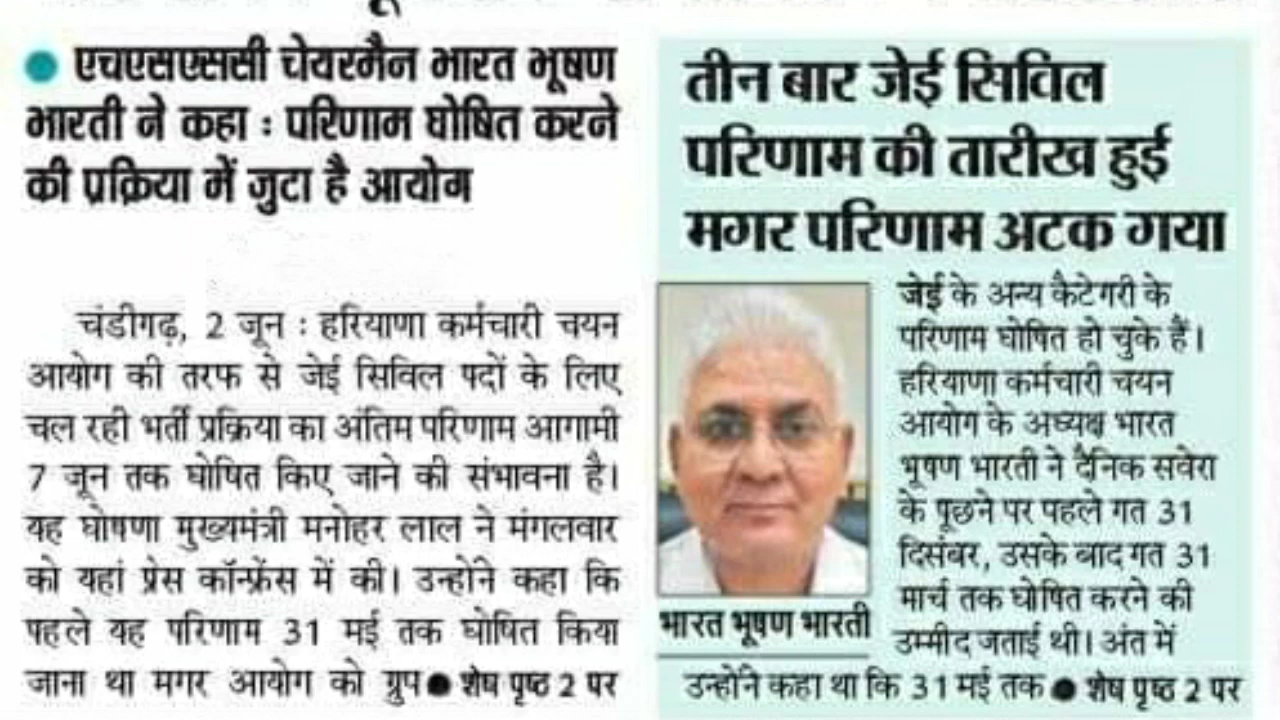 ● एचएसएससी चेयरमैन भारत भूषण
भारती ने कहा : परिणाम घोषित करने
की प्रक्रिया में जुटा है आयोग
चंडीगढ़, 2 जून : हरियाणा कर्मचारी चयन
आयोग की तरफ से जेई सिविल पदों के लिए
चल रही भर्ती प्रक्रिया का अंतिम परिणाम आगामी
7 जून तक घोषित किए जाने की संभावना है।
यह घोषणा मुख्यमंत्री मनोहर लाल ने मंगलवार
को यहां प्रेस कॉन्फ्रेंस में की। उन्होंने कहा कि
पहले यह परिणाम 31 मई तक घोषित किया
जाना था मगर आयोग को ग्रुप ● शेष पृष्ठ 2 पर
तीन बार जेई सिविल
परिणाम की तारीख हुई
मगर परिणाम अटक गया
जेई के अन्य कैटेगरी के
परिणाम घोषित हो चुके हैं।
हरियाणा कर्मचारी चयन
आयोग के अध्यक्ष भारत
भूषण भारती ने दैनिक सवेरा
के पूछने पर पहले गत 31
दिसंबर, उसके बाद गत 31
मार्च तक घोषित करने की
उम्मीद जताई थी। अंत में
उन्होंने कहा था कि 31 मई तक ● शेष पृष्ठ 2 पर
भारत भूषण भारती